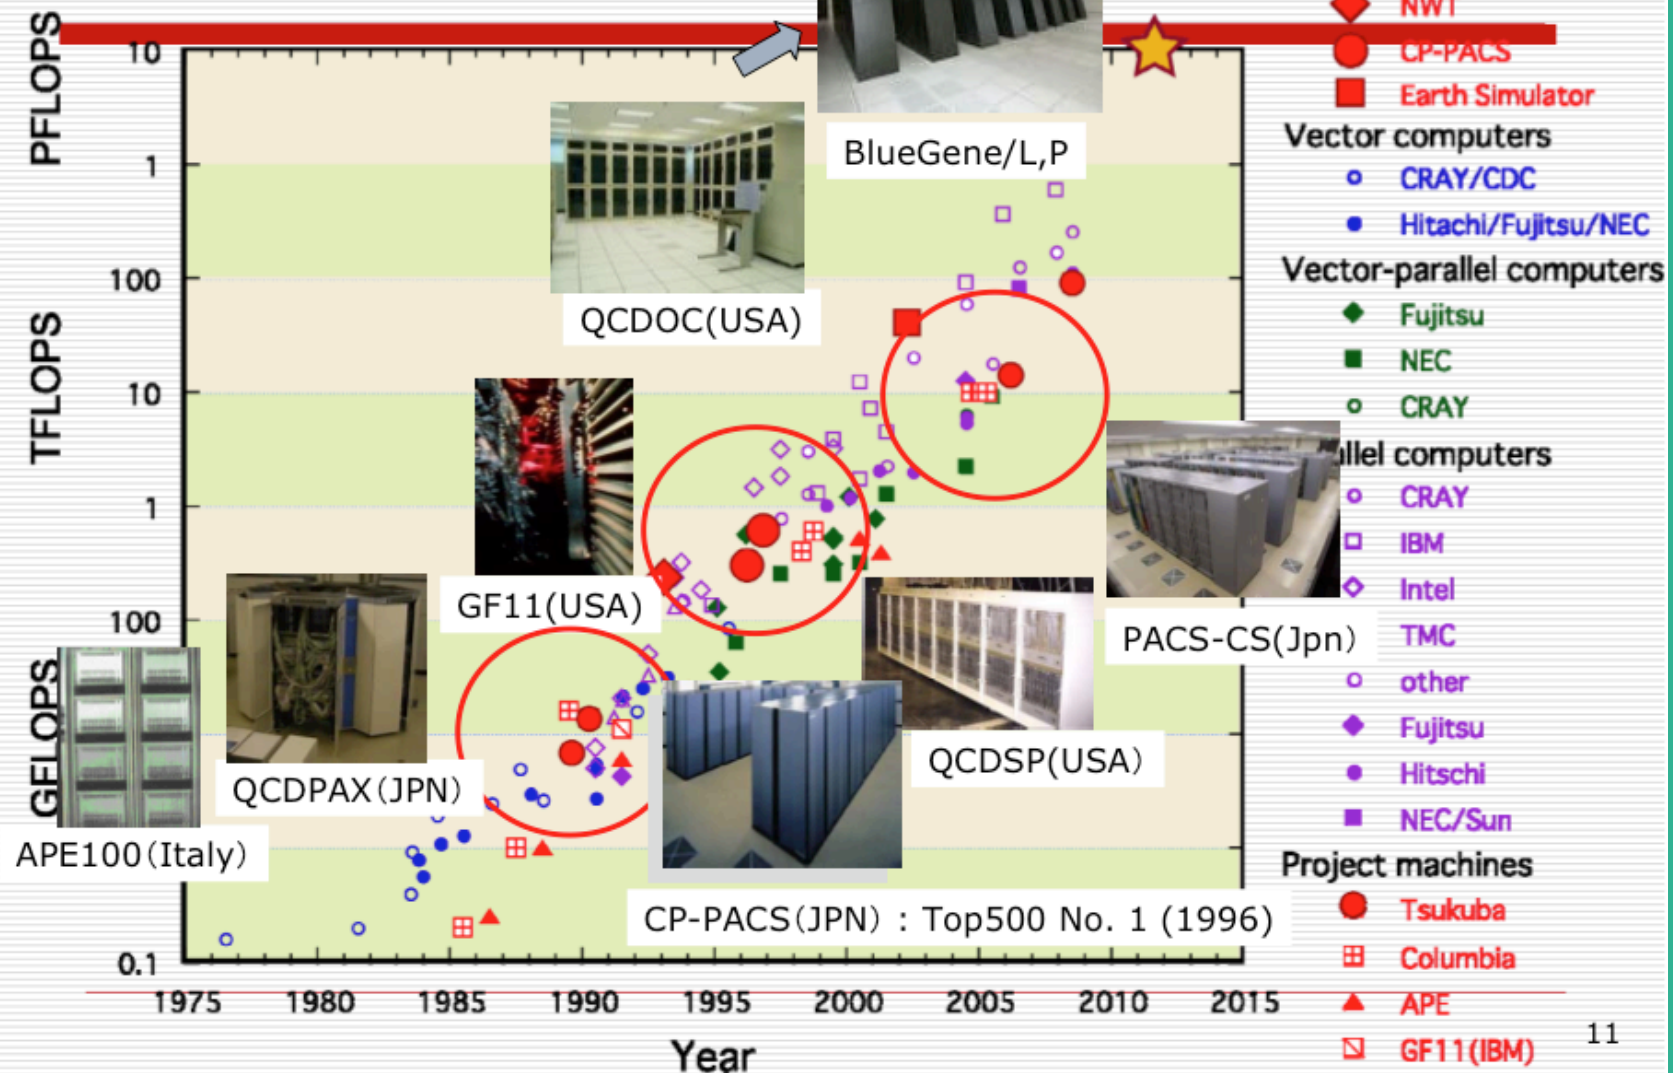 PFLOPS
TFLOPS
GFLOPS
10
1
100
10
1
100
0.1
1975 1980 1985 1990 1995 2000 2005 2010 2015
Year
BlueGene/L,P
QCDOC(USA)
GF11(USA)
QCDPAX(JPN)
APE100(Italy)
PACS-CS(Jpn)
QCDSP(USA)
CP-PACS(JPN) : Top500 No. 1 (1996)
NWT
CP-PACS
Earth Simulator
Vector computers
CRAY/CDC
Hitachi/Fujitsu/NEC
Vector-parallel computers
Fujitsu
NEC
CRAY
computers
CRAY
IBM
Intel
TMC
other
Fujitsu
Hitschi
NEC/Sun
Project machines
Tsukuba
Columbia
APE
GF11(IBM)
11